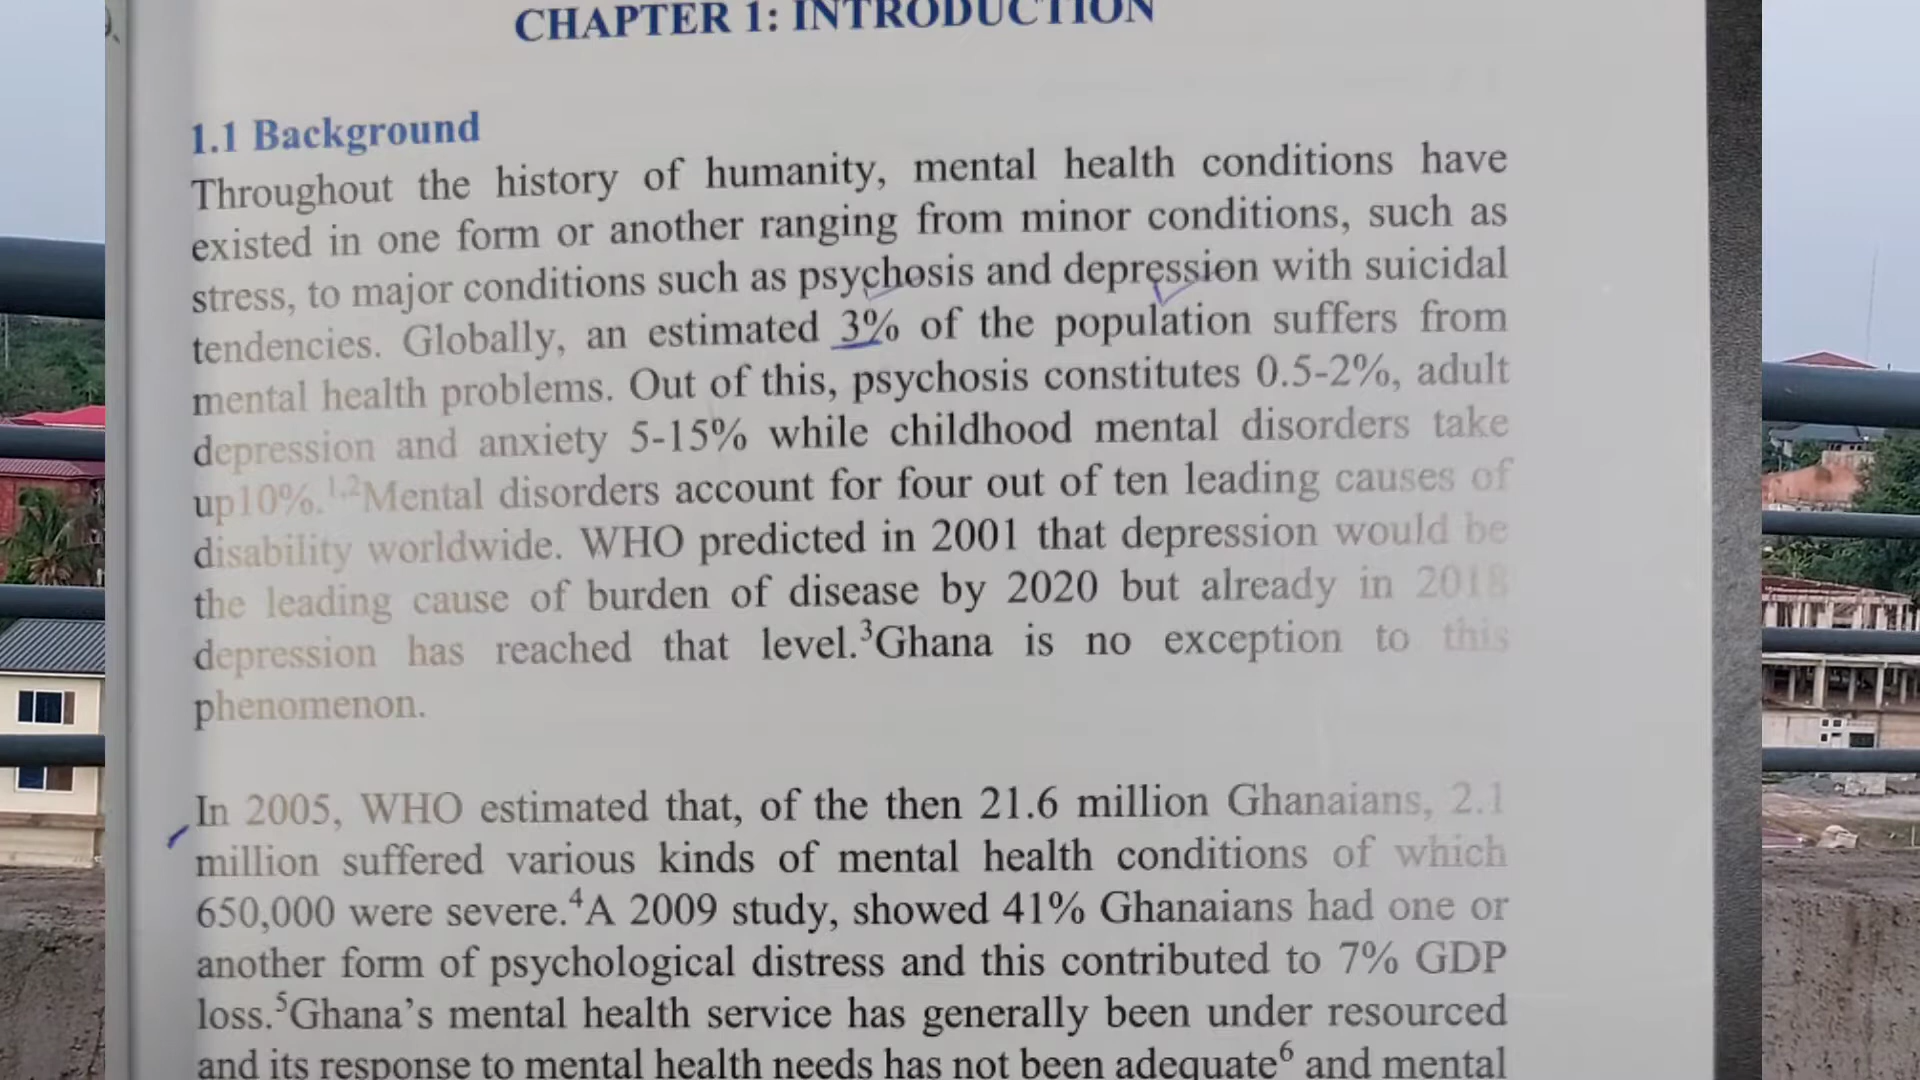 CHAPTER 1: INTRODUCTION
1.1 Background
Throughout the history of humanity, mental health conditions have
existed in one form or another ranging from minor conditions, such as
stress, to major conditions such as psychosis and depression with suicidal
tendencies. Globally, an estimated 3% of the population suffers from
mental health problems. Out of this, psychosis constitutes 0.5-2%, adult
depression and anxiety 5-15% while childhood mental disorders take
up10%.¹,²Mental disorders account for four out of ten leading causes of
disability worldwide. WHO predicted in 2001 that depression would be
the leading cause of burden of disease by 2020 but already in 2018
depression has reached that level.³Ghana is no exception to this
phenomenon.
In 2005, WHO estimated that, of the then 21.6 million Ghanaians, 2.1
million suffered various kinds of mental health conditions of which
650,000 were severe.⁴A 2009 study, showed 41% Ghanaians had one or
another form of psychological distress and this contributed to 7% GDP
loss.⁵Ghana’s mental health service has generally been under resourced
and its response to mental health needs has not been adequate⁶ and mental